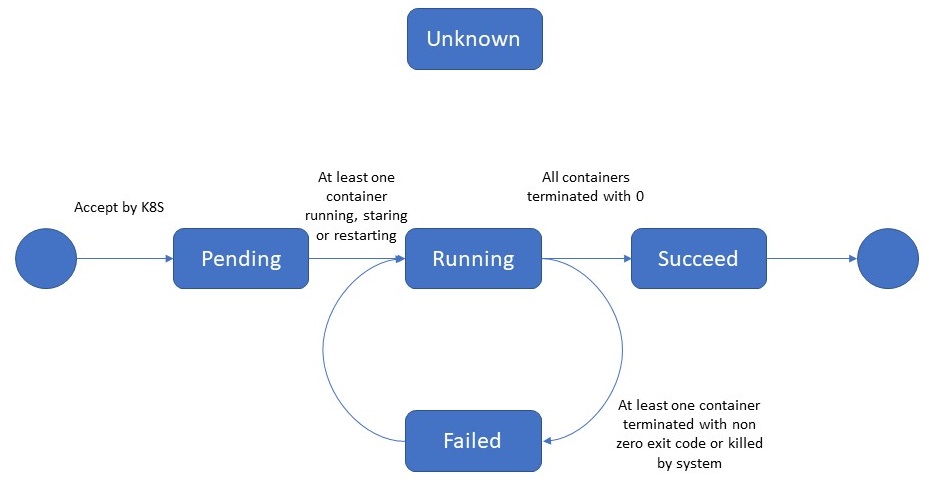 Unknown
At least one
container
running, staring
or restarting
All containers
terminated with 0
Accept by K8S
Pending
Running
Succeed
Failed
At least one container
terminated with non
zero exit code or killed
by system